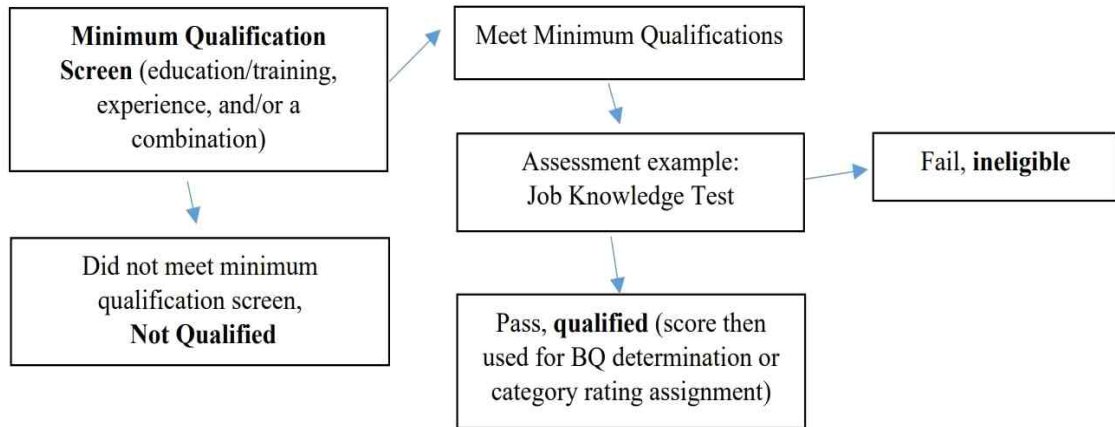 Minimum Qualification
Screen (education/training,
experience, and/or a
combination)
Meet Minimum Qualifications
Assessment example:
Job Knowledge Test
Fail, ineligible
Did not meet minimum
qualification screen,
Not Qualified
Pass, qualified (score then
used for BQ determination or
category rating assignment)